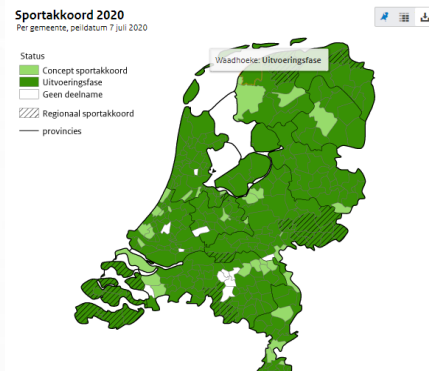 Sportakkoord 2020
Per gemeente, peildatum 7 juli 2020
Status
Concept sportakkoord
Uitvoeringsfase
Geen deelname
Regionaal sportakkoord
provincies
Waadhoeke: Uitvoeringsfase